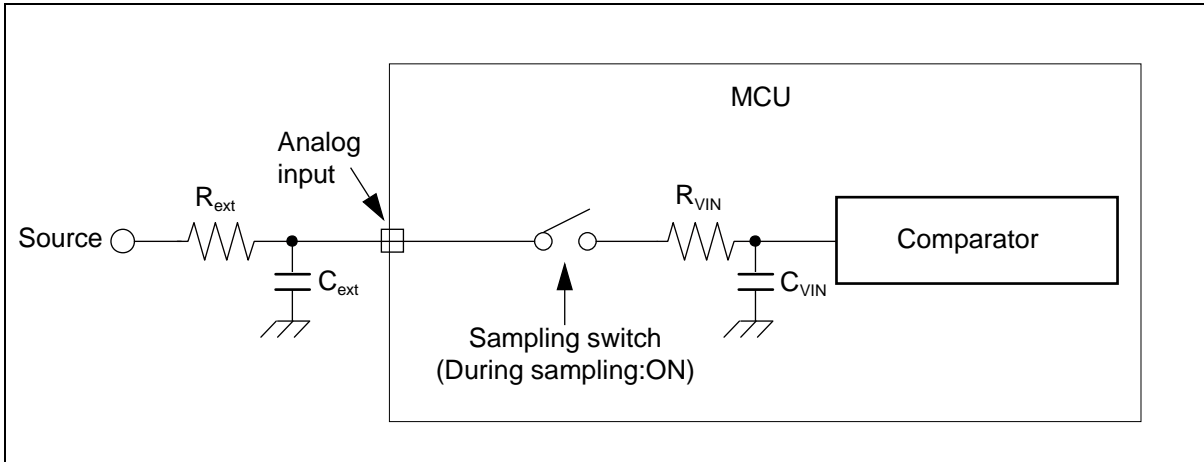 MCU
Analog
input
R_ext
R_VIN
Source
Comparator
C_ext
C_VIN
Sampling switch
(During sampling:ON)